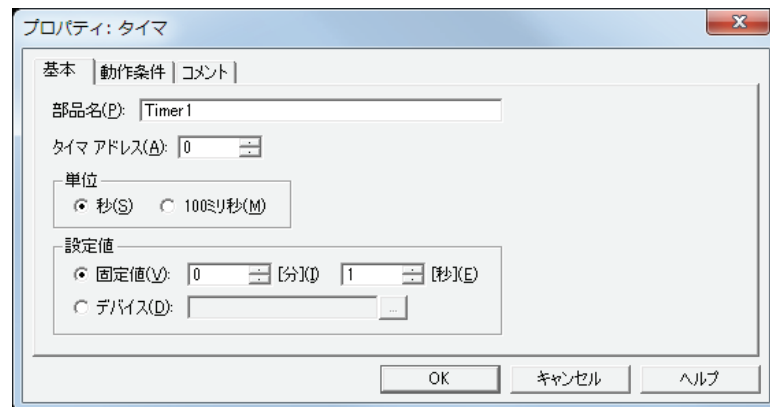 プロパティ: タイマ
基本 動作条件 コメント
部品名(P): Timer1
タイマ アドレス(A): 0
単位
秒(S) 100ミリ秒(M)
設定値
固定値(V): 0 [分](I) 1 [秒](E)
デバイス(D): ...
OK キャンセル ヘルプ